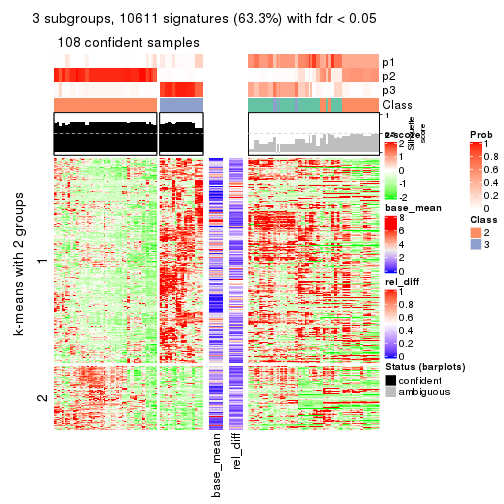 3 subgroups, 10611 signatures (63.3%) with fdr < 0.05
108 confident samples
p1
p2
p3
Class
1
Silhouette
score
k-means with 2 groups
1
2
base_mean
rel_diff
z-score
2
1
0
-1
-2
base_mean
8
6
4
2
0
rel_diff
1
0.8
0.6
0.4
0.2
0
Status (barplots)
confident
ambiguous
Prob
1
0.8
0.6
0.4
0.2
0
Class
2
3